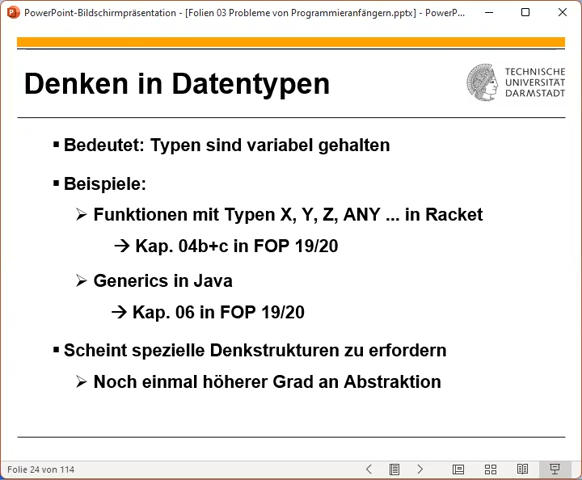 PowerPoint-Bildschirmpräsentation - [Folien 03 Probleme von Programmieranfängern.pptx] - PowerP...
Denken in Datentypen
TECHNISCHE
UNIVERSITÄT
DARMSTADT
▪ Bedeutet: Typen sind variabel gehalten
▪ Beispiele:
➢ Funktionen mit Typen X, Y, Z, ANY ... in Racket
→ Kap. 04b+c in FOP 19/20
➢ Generics in Java
→ Kap. 06 in FOP 19/20
▪ Scheint spezielle Denkstrukturen zu erfordern
➢ Noch einmal höherer Grad an Abstraktion
Folie 24 von 114